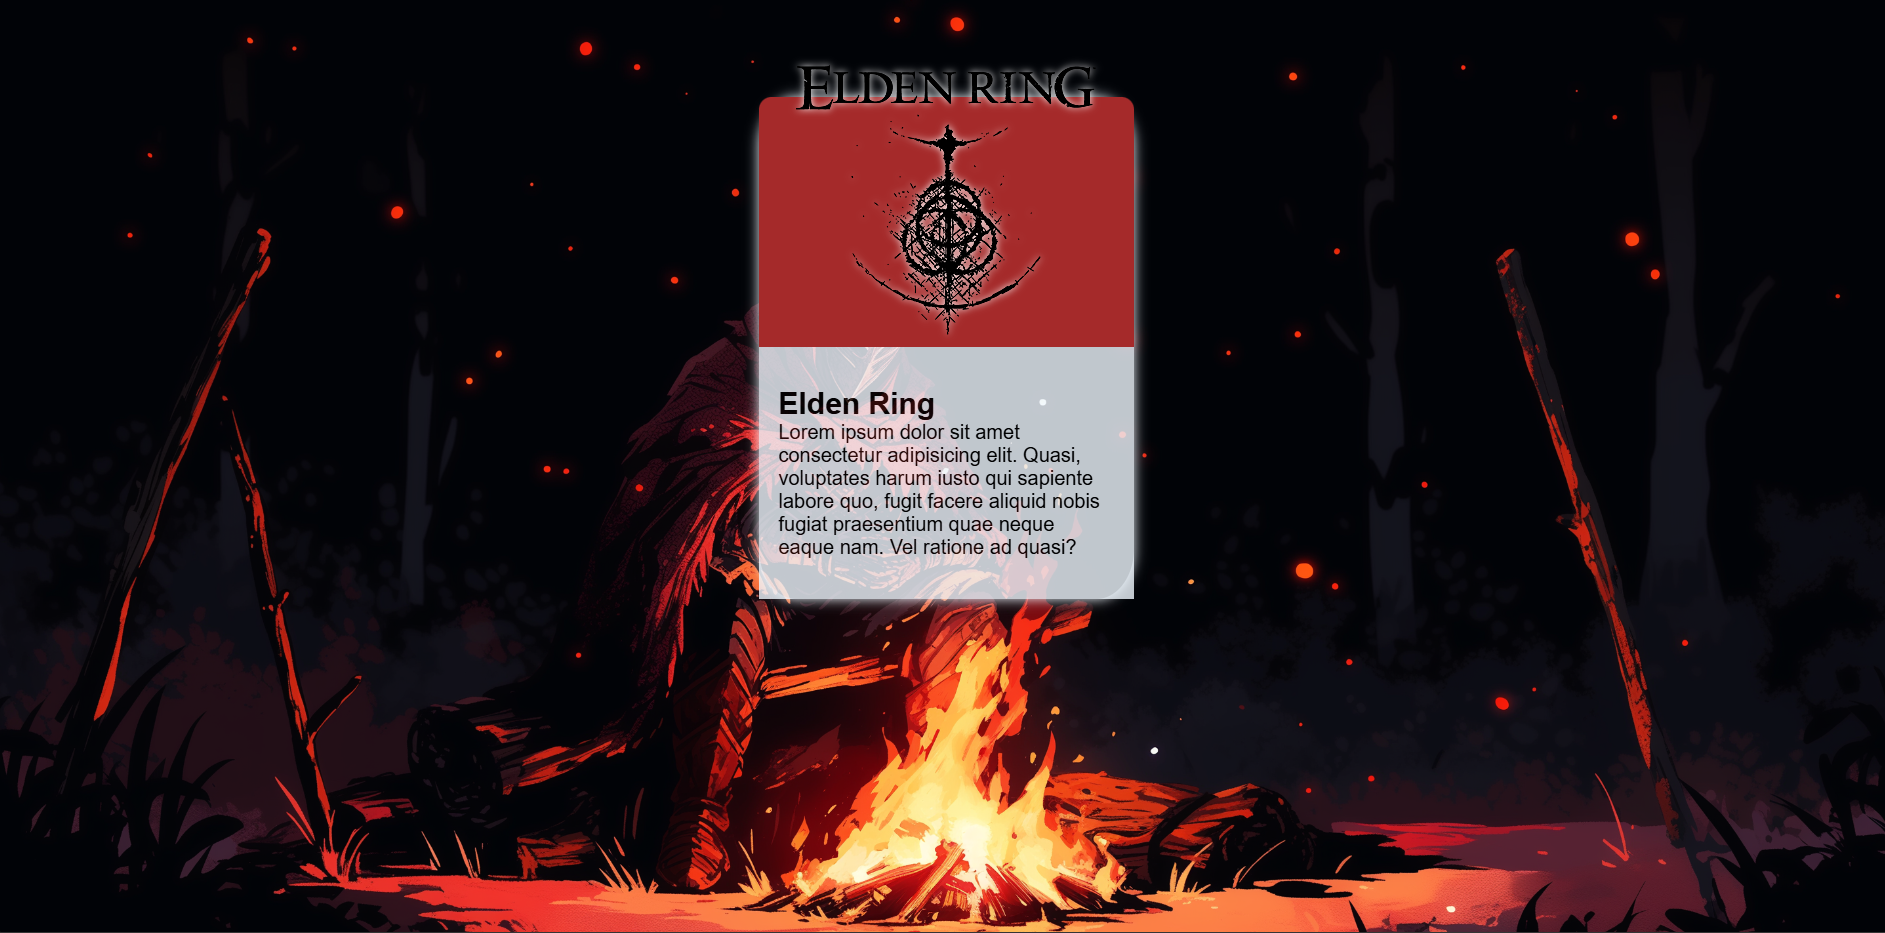 ELDEN RING
Elden Ring
Lorem ipsum dolor sit amet
consectetur adipisicing elit. Quasi,
voluptates harum iusto qui sapiente
labore quo, fugit facere aliquid nobis
fugiat praesentium quae neque
eaque nam. Vel ratione ad quasi?